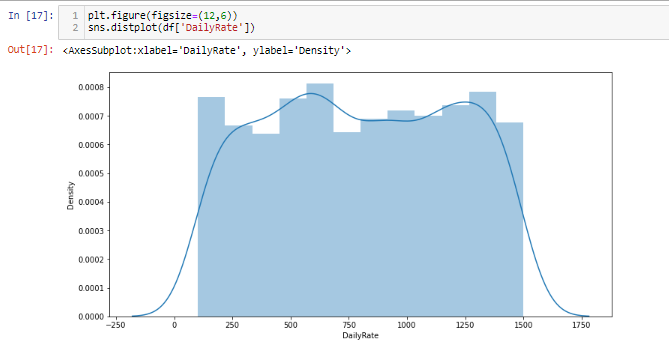 In [17]:
1 plt.figure(figsize=(12,6))
2 sns.distplot(df['DailyRate'])
Out[17]: <AxesSubplot:xlabel='DailyRate', ylabel='Density'>
0.0008
0.0007
0.0006
0.0005
0.0004
0.0003
0.0002
0.0001
0.0000
Density
−250 0 250 500 750 1000 1250 1500 1750
DailyRate